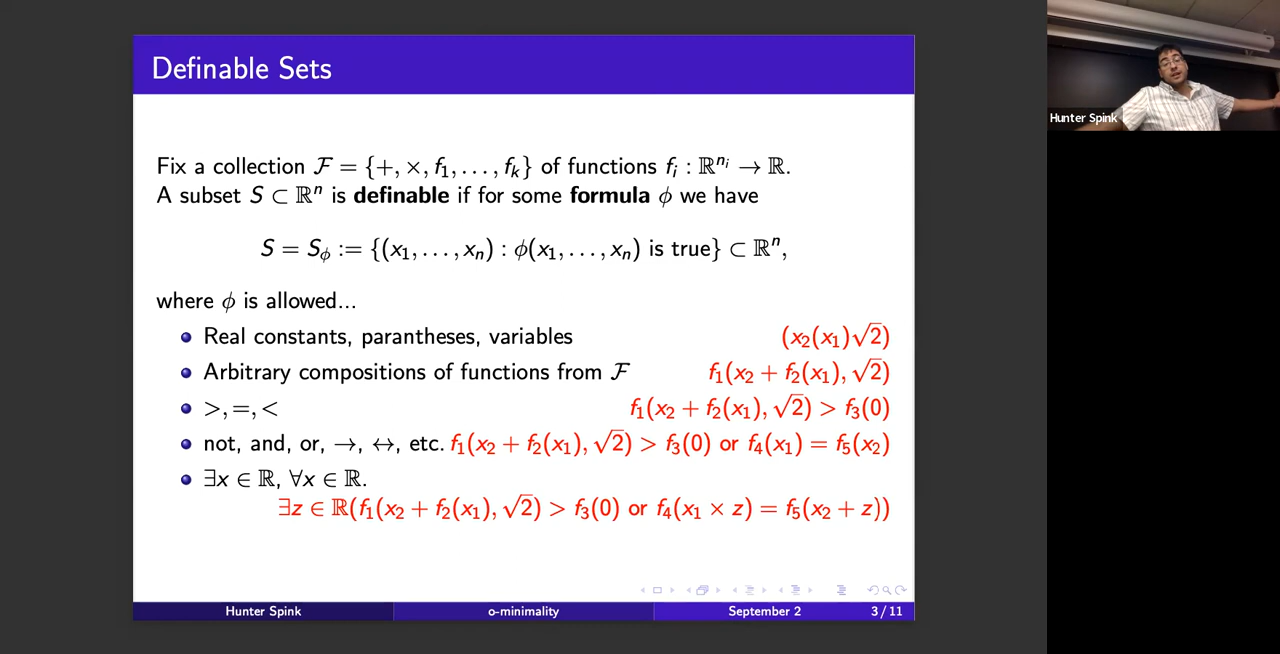 Definable Sets
Hunter Spink
Fix a collection ℱ = {+, ×, f₁, . . . , fₖ} of functions fᵢ : ℝⁿⁱ → ℝ.
A subset S ⊂ ℝⁿ is definable if for some formula ϕ we have
S = S_ϕ := {(x₁, . . . , xₙ) : ϕ(x₁, . . . , xₙ) is true} ⊂ ℝⁿ,
where ϕ is allowed...
Real constants, parantheses, variables (x₂(x₁)√2)
Arbitrary compositions of functions from ℱ f₁(x₂ + f₂(x₁), √2)
>, =, < f₁(x₂ + f₂(x₁), √2) > f₃(0)
not, and, or, →, ↔, etc. f₁(x₂ + f₂(x₁), √2) > f₃(0) or f₄(x₁) = f₅(x₂)
∃x ∈ ℝ, ∀x ∈ ℝ.
∃z ∈ ℝ(f₁(x₂ + f₂(x₁), √2) > f₃(0) or f₄(x₁ × z) = f₅(x₂ + z))
Hunter Spink o-minimality September 2 3 / 11